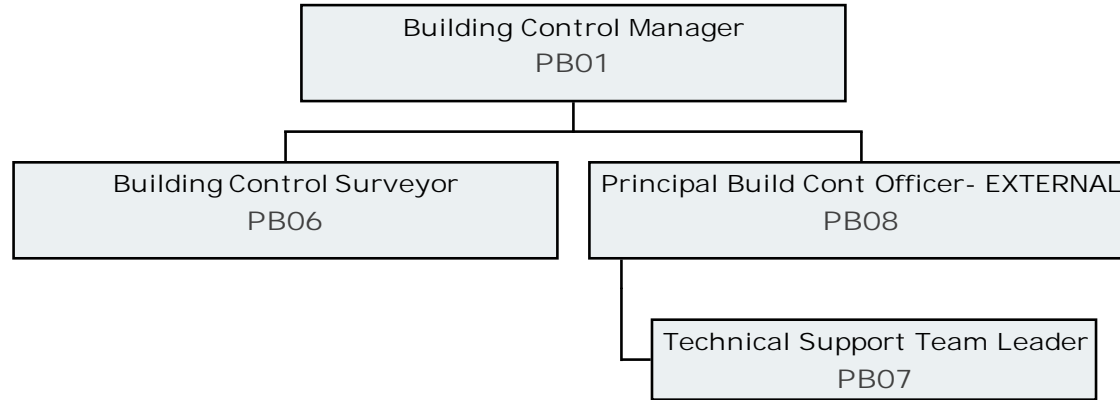 Building Control Manager
PB01
Building Control Surveyor
PB06
Principal Build Cont Officer- EXTERNAL
PB08
Technical Support Team Leader
PB07